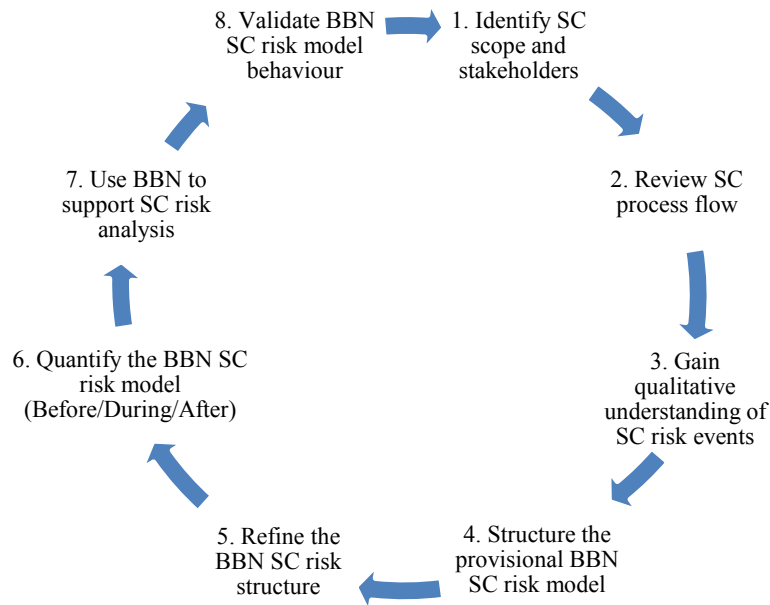 1. Identify SC
scope and
stakeholders
2. Review SC
process flow
3. Gain
qualitative
understanding of
SC risk events
4. Structure the
provisional BBN
SC risk model
5. Refine the
BBN SC risk
structure
6. Quantify the BBN SC
risk model
(Before/During/After)
7. Use BBN to
support SC risk
analysis
8. Validate BBN
SC risk model
behaviour